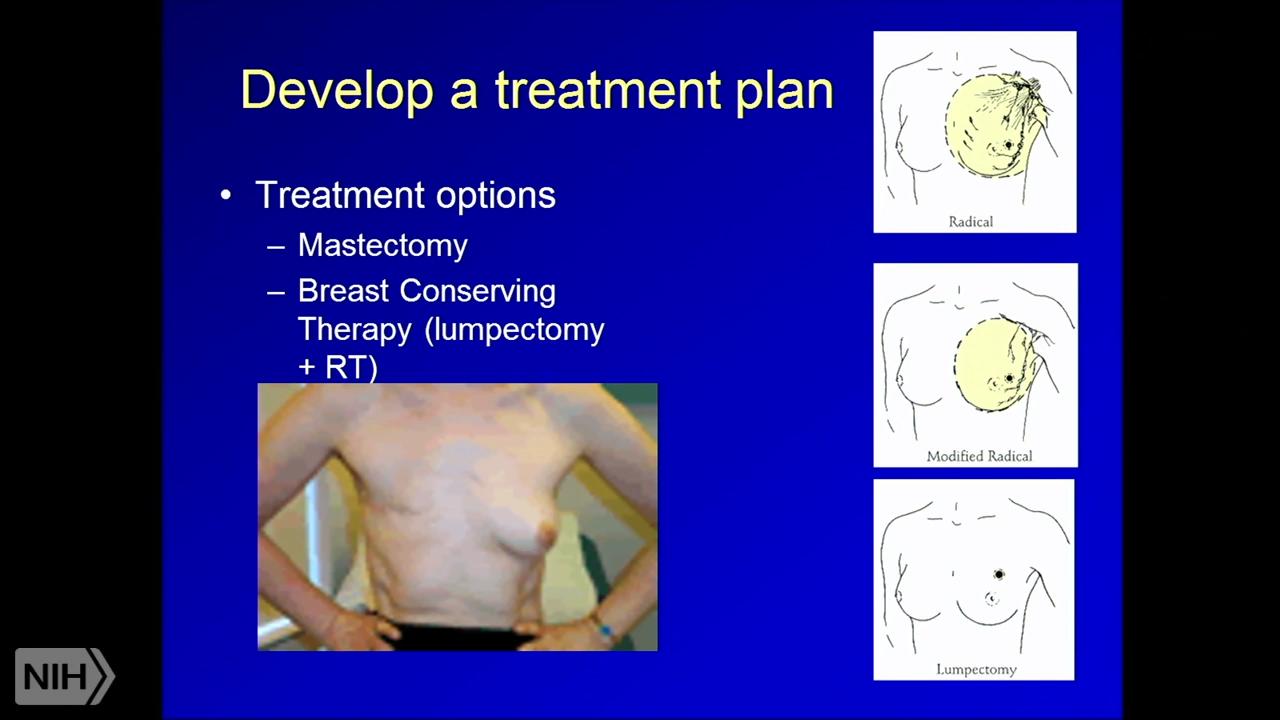 Develop a treatment plan
• Treatment options
– Mastectomy
– Breast Conserving
Therapy (lumpectomy
+ RT)
Radical
Modified Radical
Lumpectomy
NIH